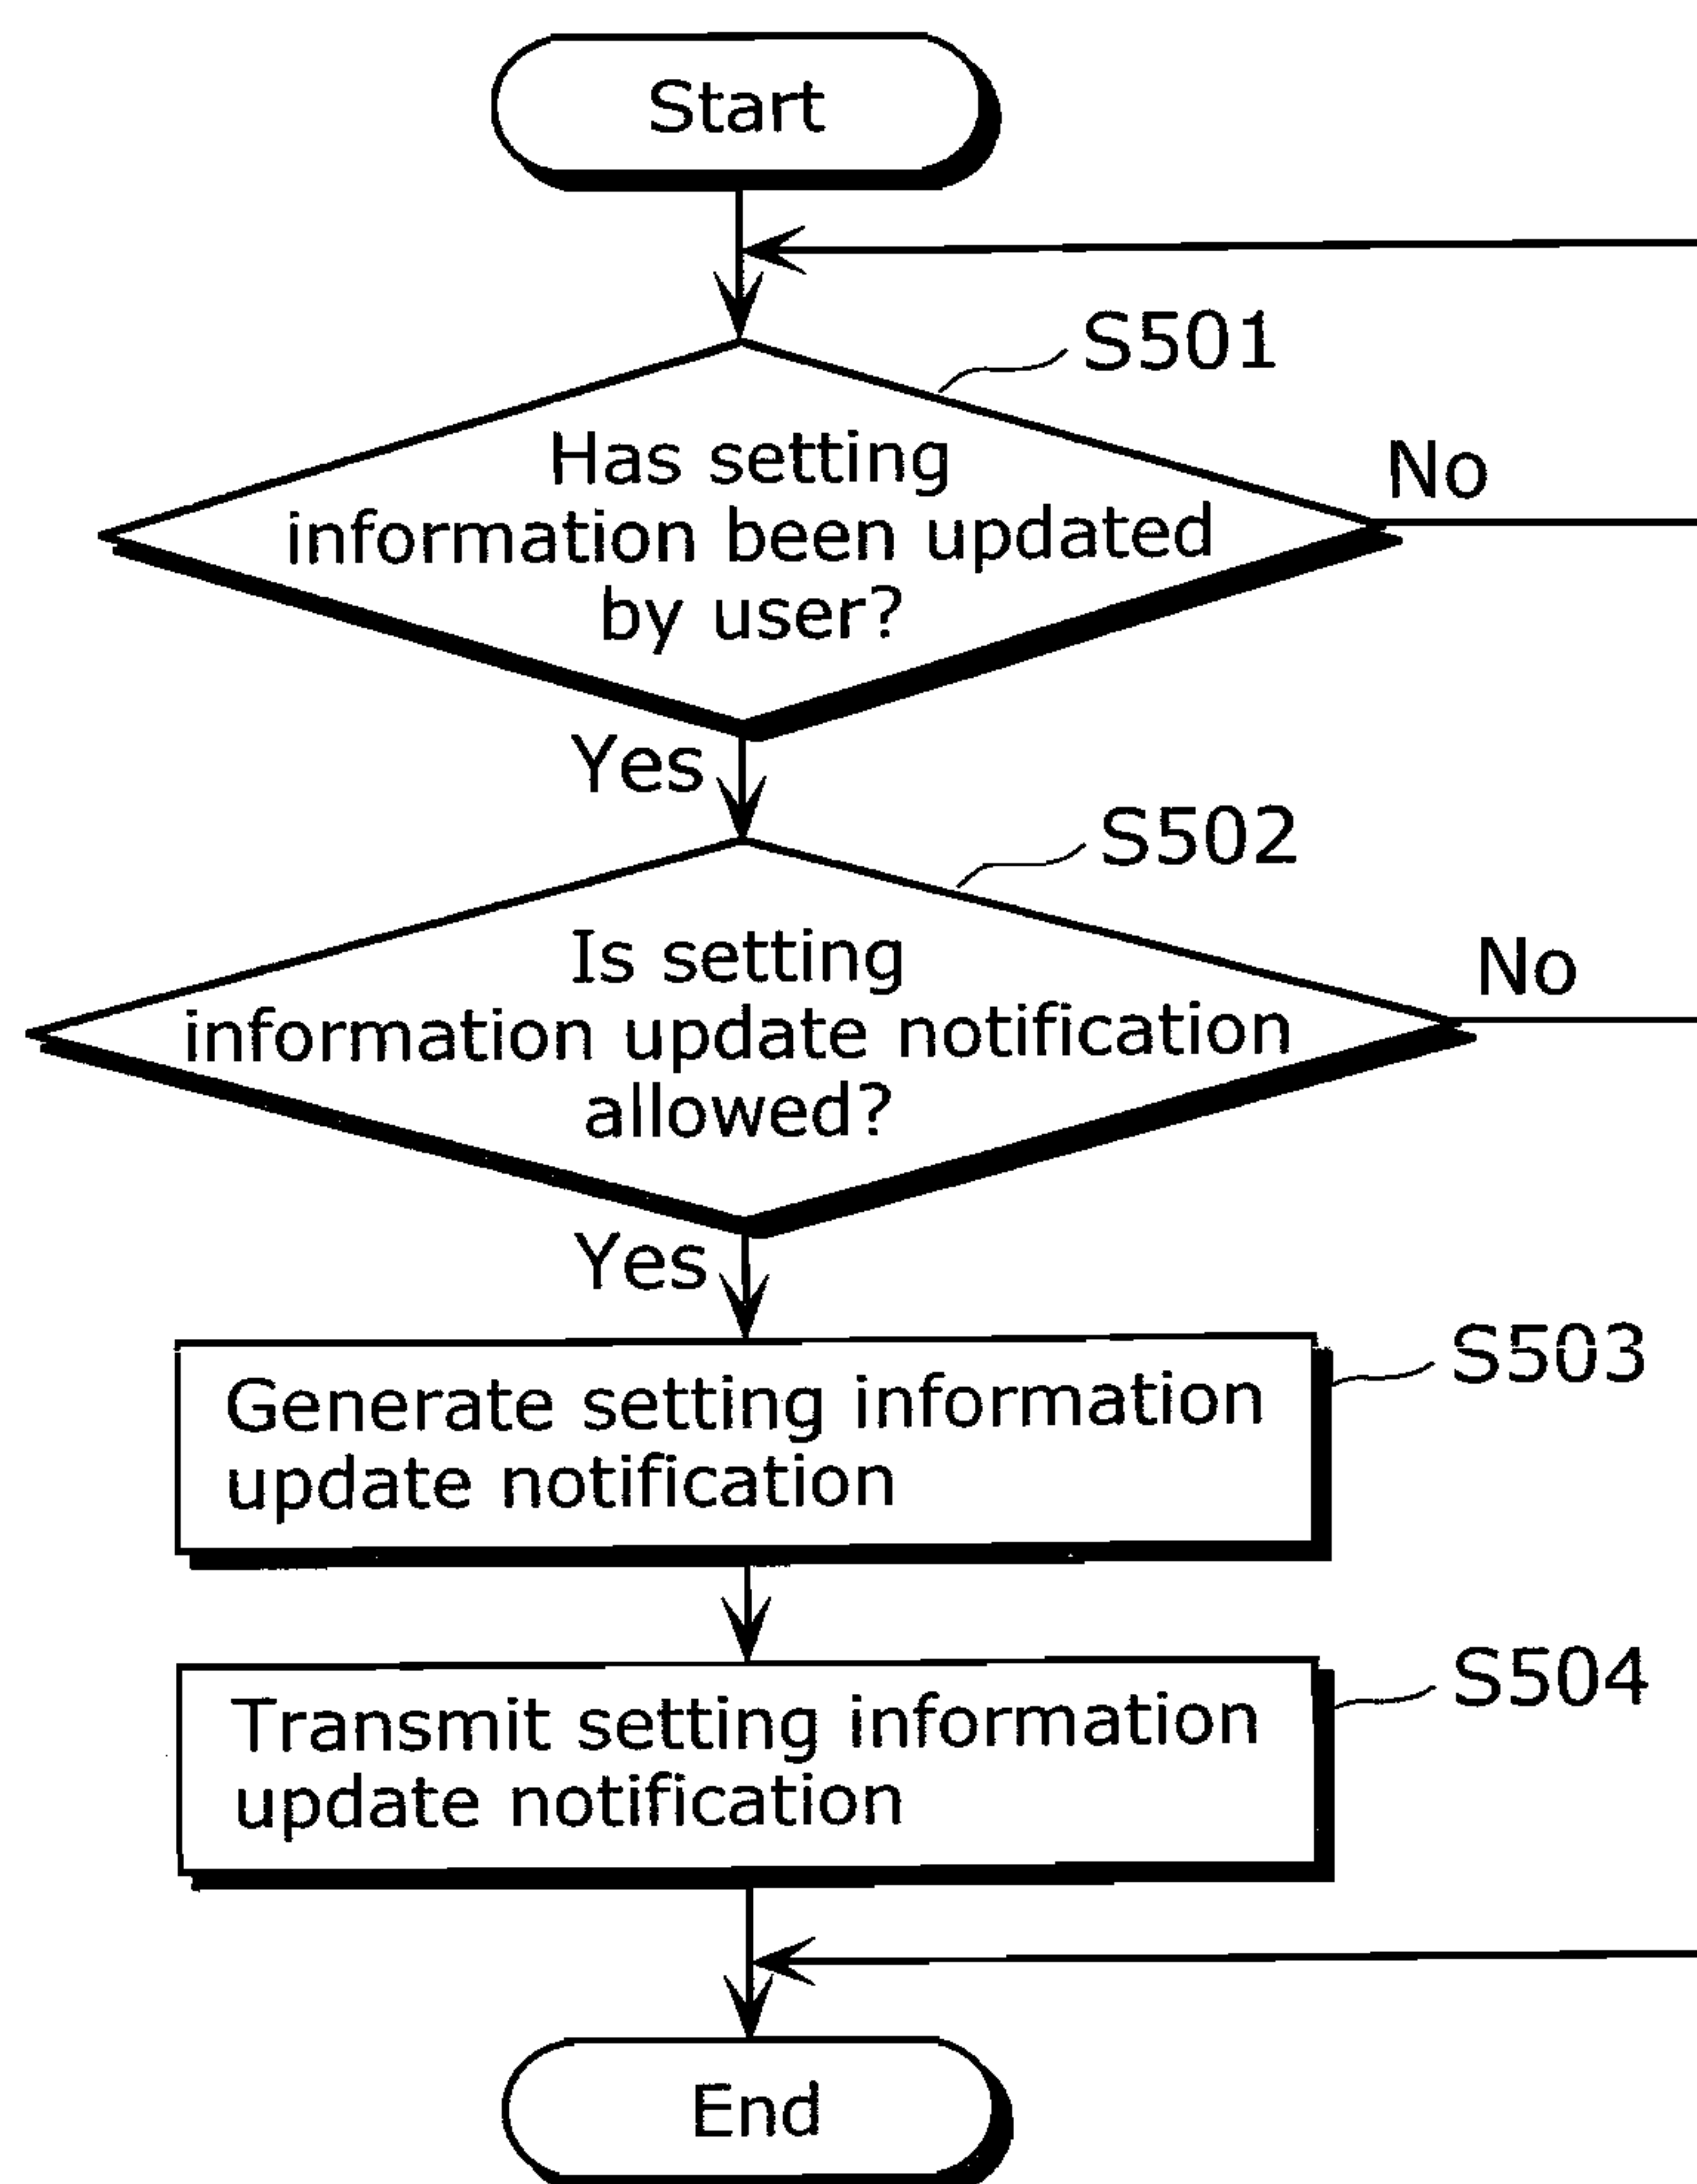 Start
S501
Has setting
information been updated
by user?
No
Yes
S502
Is setting
information update notification
allowed?
No
Yes
S503
Generate setting information
update notification
S504
Transmit setting information
update notification
End